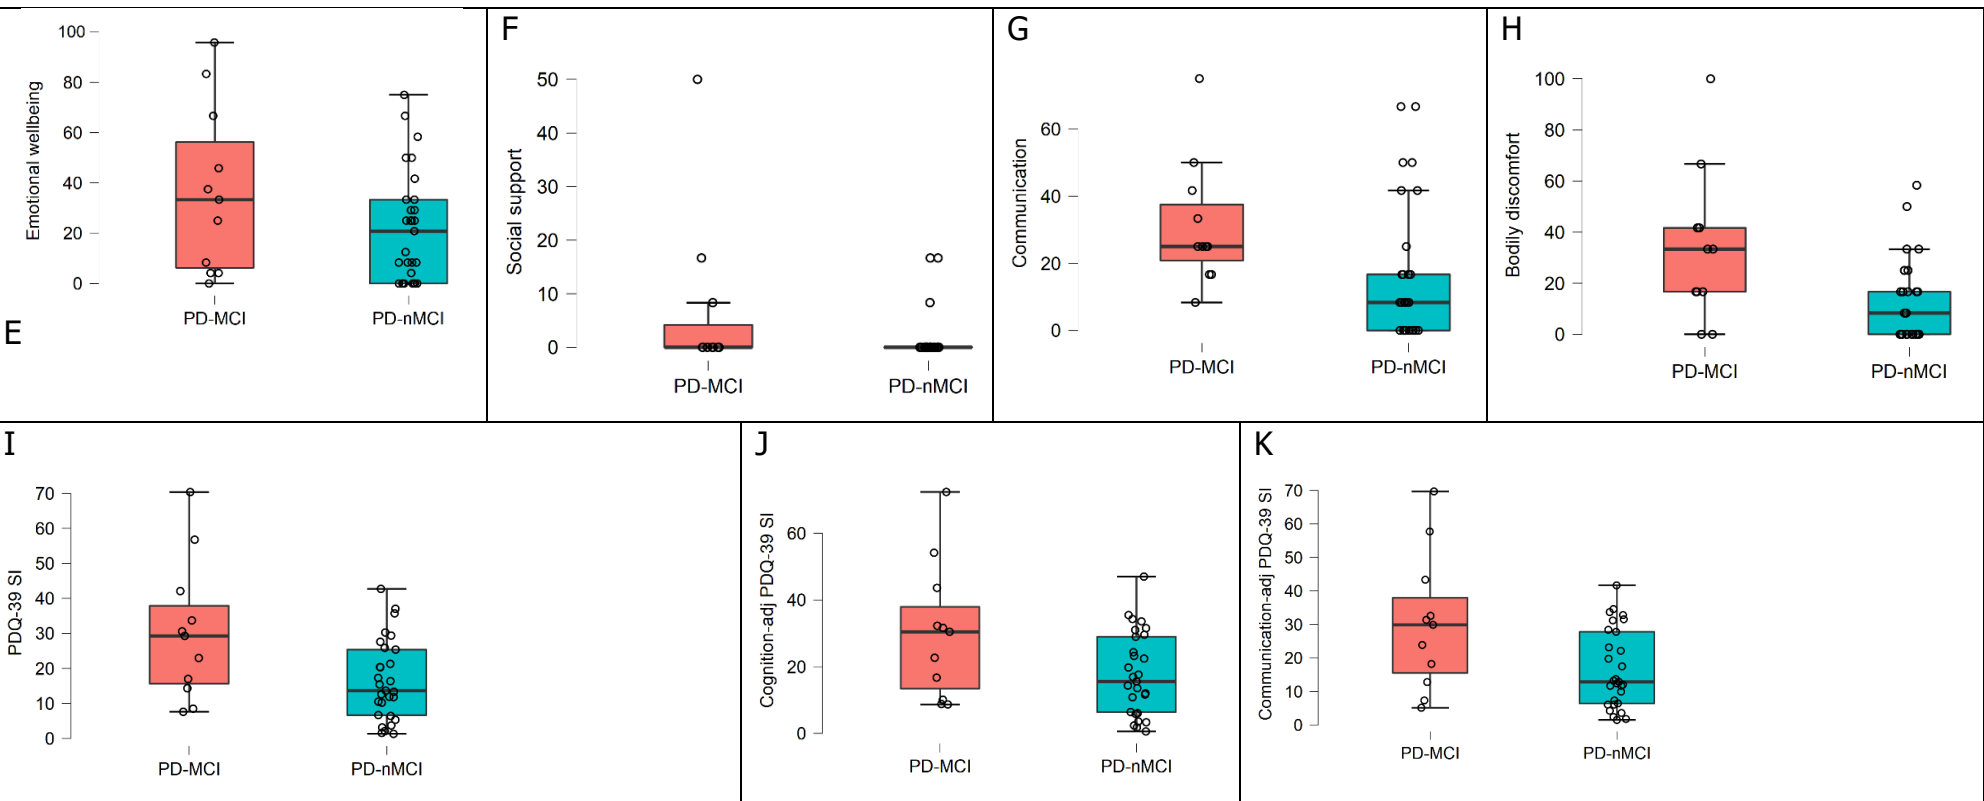 E
Emotional wellbeing
100
80
60
40
20
0
PD-MCI
PD-nMCI
F
Social support
50
40
30
20
10
0
PD-MCI
PD-nMCI
G
Communication
60
40
20
0
PD-MCI
PD-nMCI
H
Bodily discomfort
100
80
60
40
20
0
PD-MCI
PD-nMCI
I
PDQ-39 SI
70
60
50
40
30
20
10
0
PD-MCI
PD-nMCI
J
Cognition-adj PDQ-39 SI
60
40
20
0
PD-MCI
PD-nMCI
K
Communication-adj PDQ-39 SI
70
60
50
40
30
20
10
0
PD-MCI
PD-nMCI